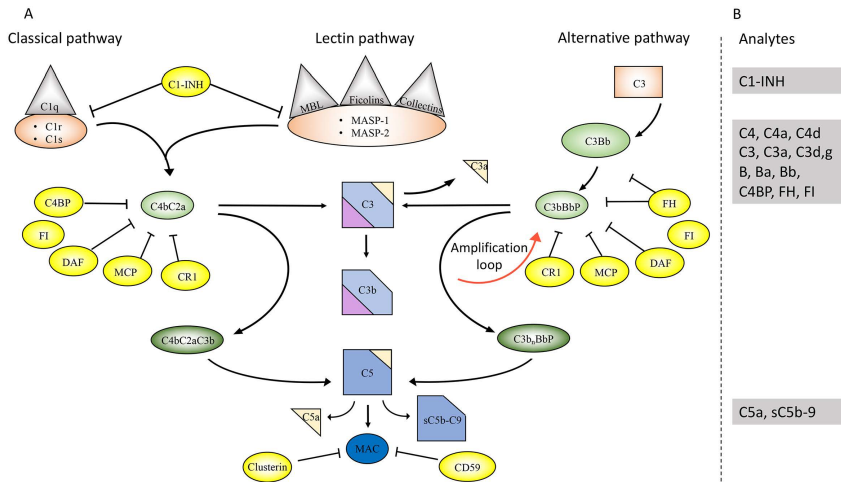 A
B
Classical pathway
Lectin pathway
Alternative pathway
Analytes
C1q
• C1r
• C1s
C1-INH
MBL
Ficolins
Collectins
• MASP-1
• MASP-2
C3
C3Bb
C1-INH
C4, C4a, C4d
C3, C3a, C3d,g
B, Ba, Bb,
C4BP, FH, FI
C3a
C4BP
C4bC2a
C3
C3bBbP
FH
FI
DAF
MCP
CR1
Amplification
loop
CR1
MCP
DAF
FI
C3b
C4bC2aC3b
C3bnBbP
C5
C5a
sC5b-C9
C5a, sC5b-9
MAC
Clusterin
CD59